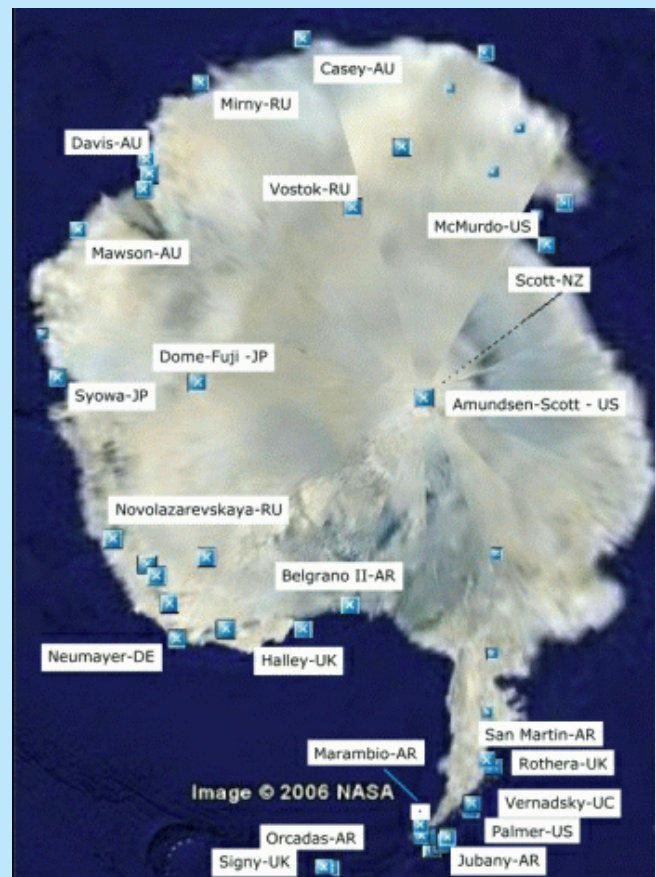 Casey-AU
Mirny-RU
Davis-AU
Vostok-RU
McMurdo-US
Mawson-AU
Scott-NZ
Dome-Fuji -JP
Syowa-JP
Amundsen-Scott - US
Novolazarevskaya-RU
Belgrano II-AR
Neumayer-DE
Halley-UK
San Martin-AR
Marambio-AR
Rothera-UK
Image © 2006 NASA
Vernadsky-UC
Orcadas-AR
Palmer-US
Signy-UK
Jubany-AR